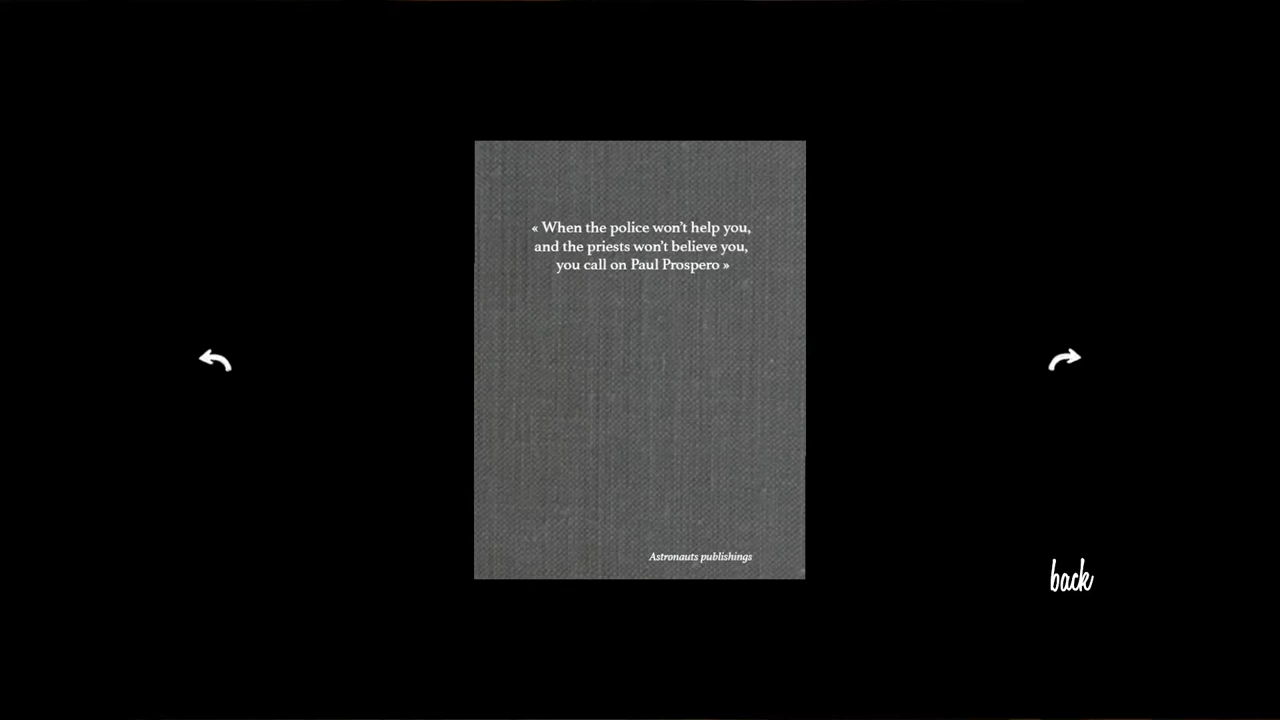 « When the police won’t help you,
and the priests won’t believe you,
you call on Paul Prospero »
Astronauts publishings
back